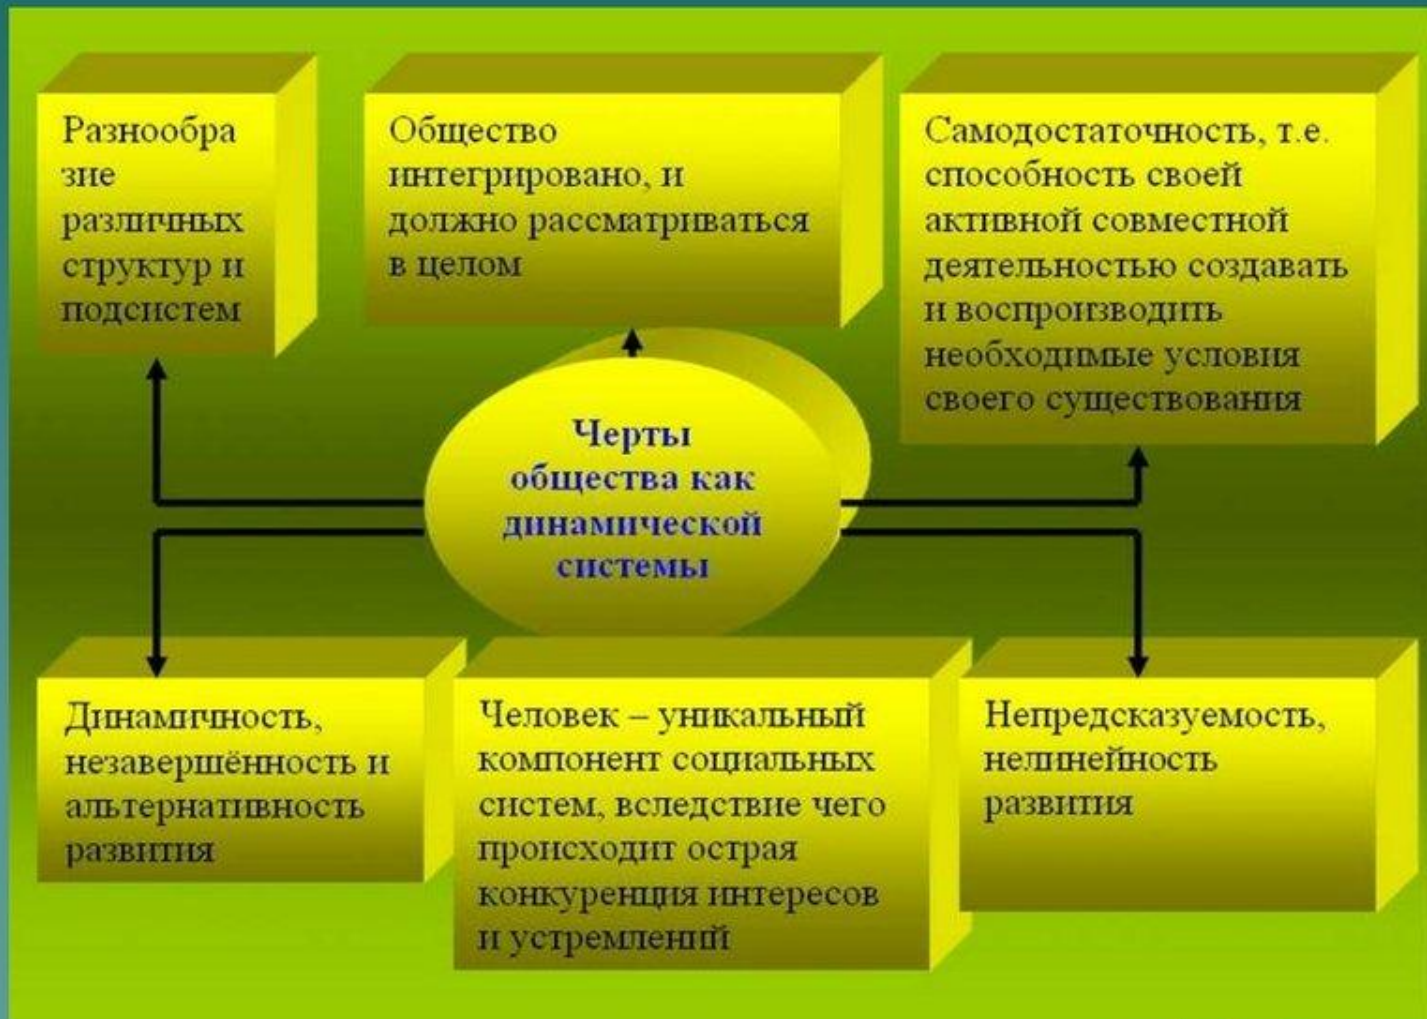 Разнообра
зие
различных
структур и
подсистем
Общество
интегрировано, и
должно рассматриваться
в целом
Самодостаточность, т.е.
способность своей
активной совместной
деятельностью создавать
и воспроизводить
необходимые условия
своего существования
Черты
общества как
динамической
системы
Динамичность,
незавершённость и
альтернативность
развития
Человек – уникальный
компонент социальных
систем, вследствие чего
происходит острая
конкуренция интересов
и устремлений
Непредсказуемость,
нелинейность
развития